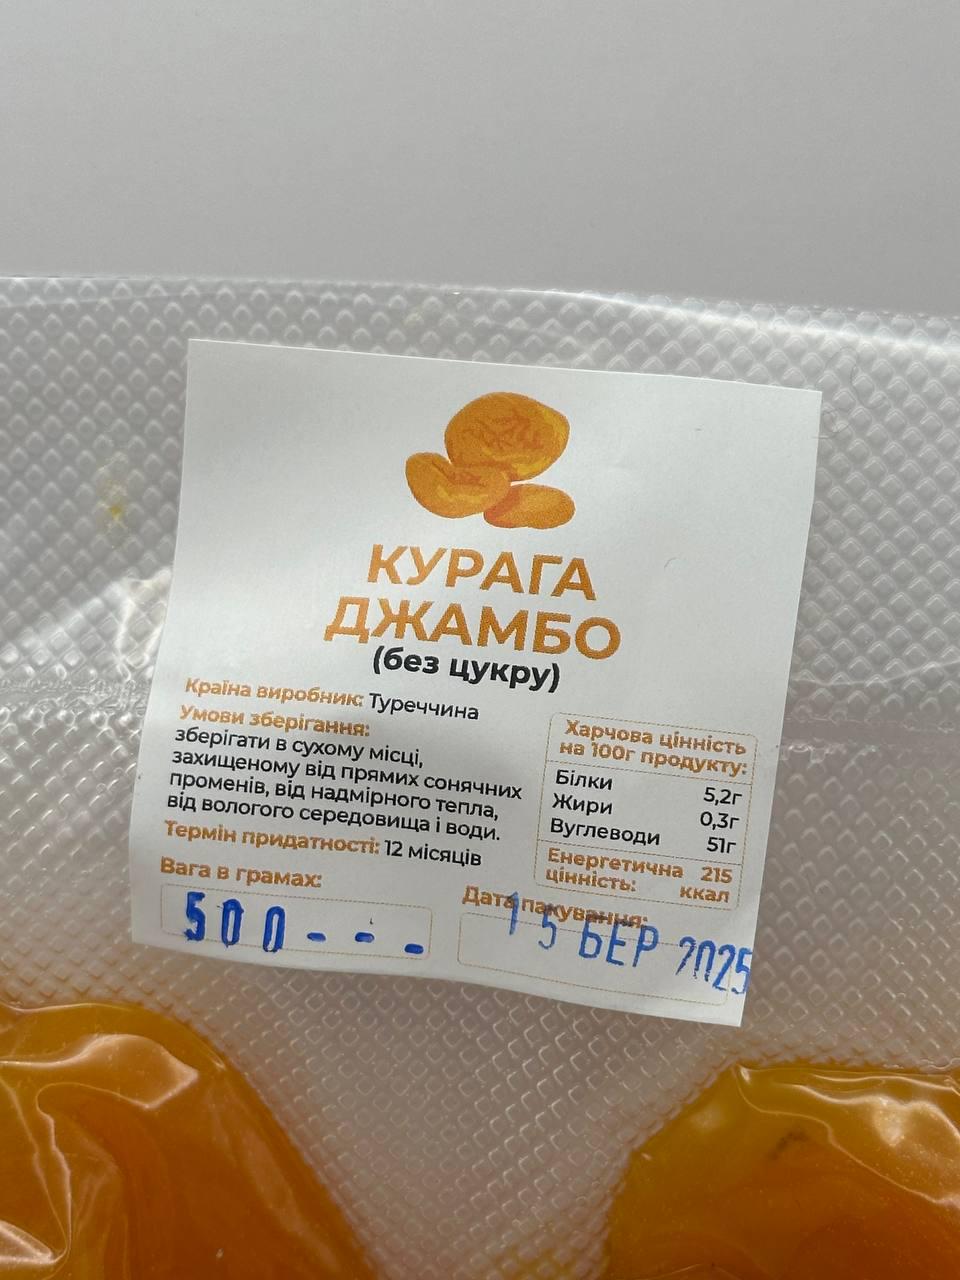 КУРАГА
ДЖАМБО
(без цукру)
Країна виробник: Туреччина
Умови зберігання:
зберігати в сухому місці,
захищеному від прямих сонячних
променів, від надмірного тепла,
від вологого середовища і води.
Термін придатності: 12 місяців
Вага в грамах:
500---
Харчова цінність
на 100г продукту:
Білки 5,2г
Жири 0,3г
Вуглеводи 51г
Енергетична 215
цінність: ккал
Дата пакування:
15 БЕР 2025